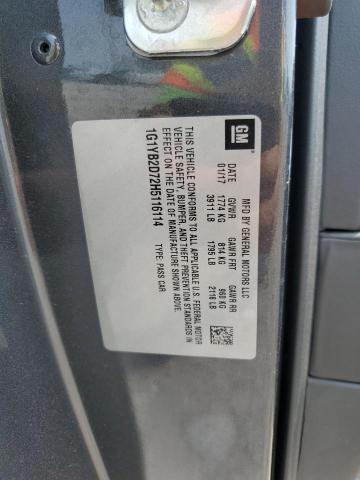 GM
MFD BY GENERAL MOTORS LLC
DATE GVWR GAWR FRT GAWR RR
01/17 1774 KG 814 KG 960 KG
3911 LB 1795 LB 2116 LB
THIS VEHICLE CONFORMS TO ALL APPLICABLE U.S. FEDERAL MOTOR
VEHICLE SAFETY, BUMPER, AND THEFT PREVENTION STANDARDS IN
EFFECT ON THE DATE OF MANUFACTURE SHOWN ABOVE.
1G1YB2D72H5116114 TYPE: PASS CAR